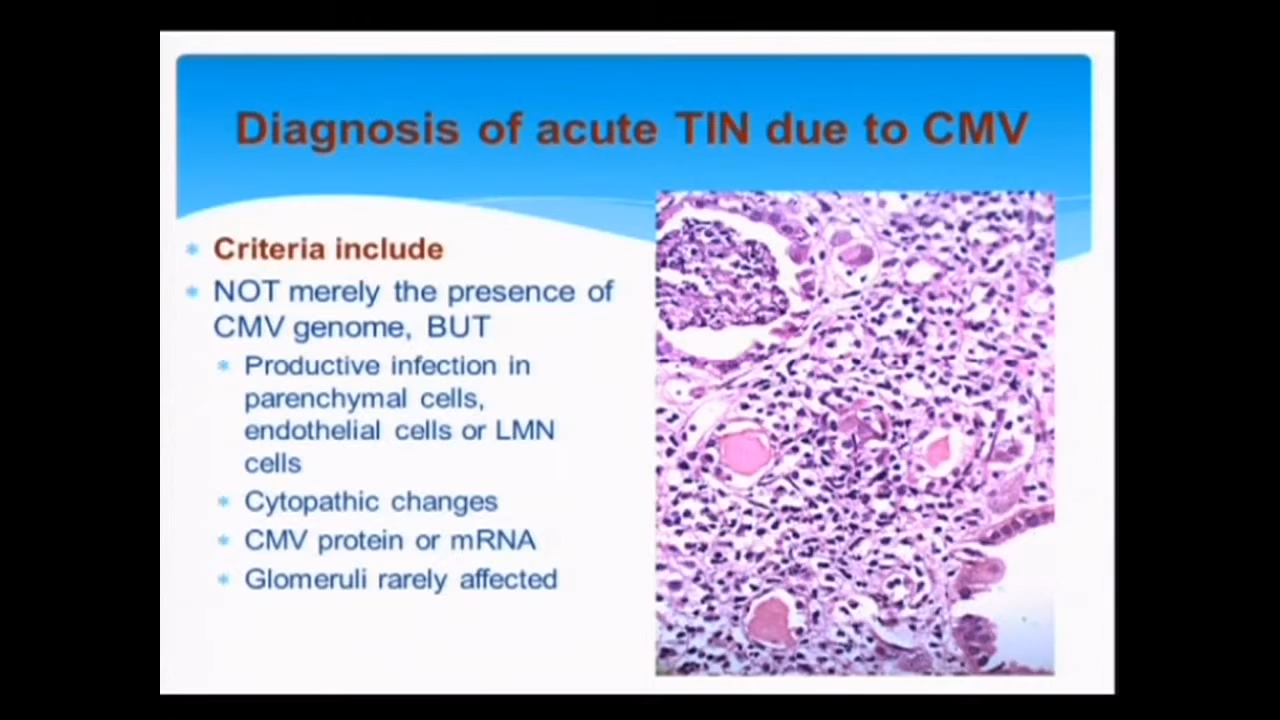 Diagnosis of acute TIN due to CMV
Criteria include
NOT merely the presence of
CMV genome, BUT
Productive infection in
parenchymal cells,
endothelial cells or LMN
cells
Cytopathic changes
CMV protein or mRNA
Glomeruli rarely affected